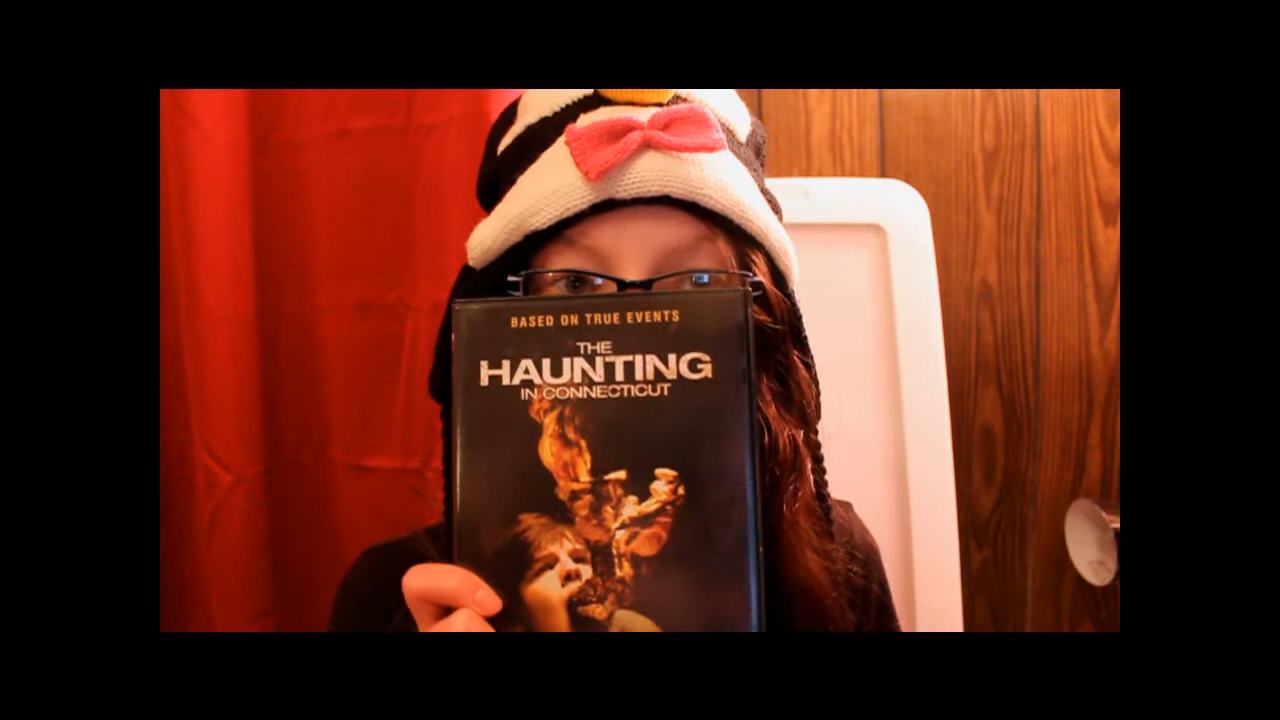 BASED ON TRUE EVENTS
THE
HAUNTING
IN CONNECTICUT